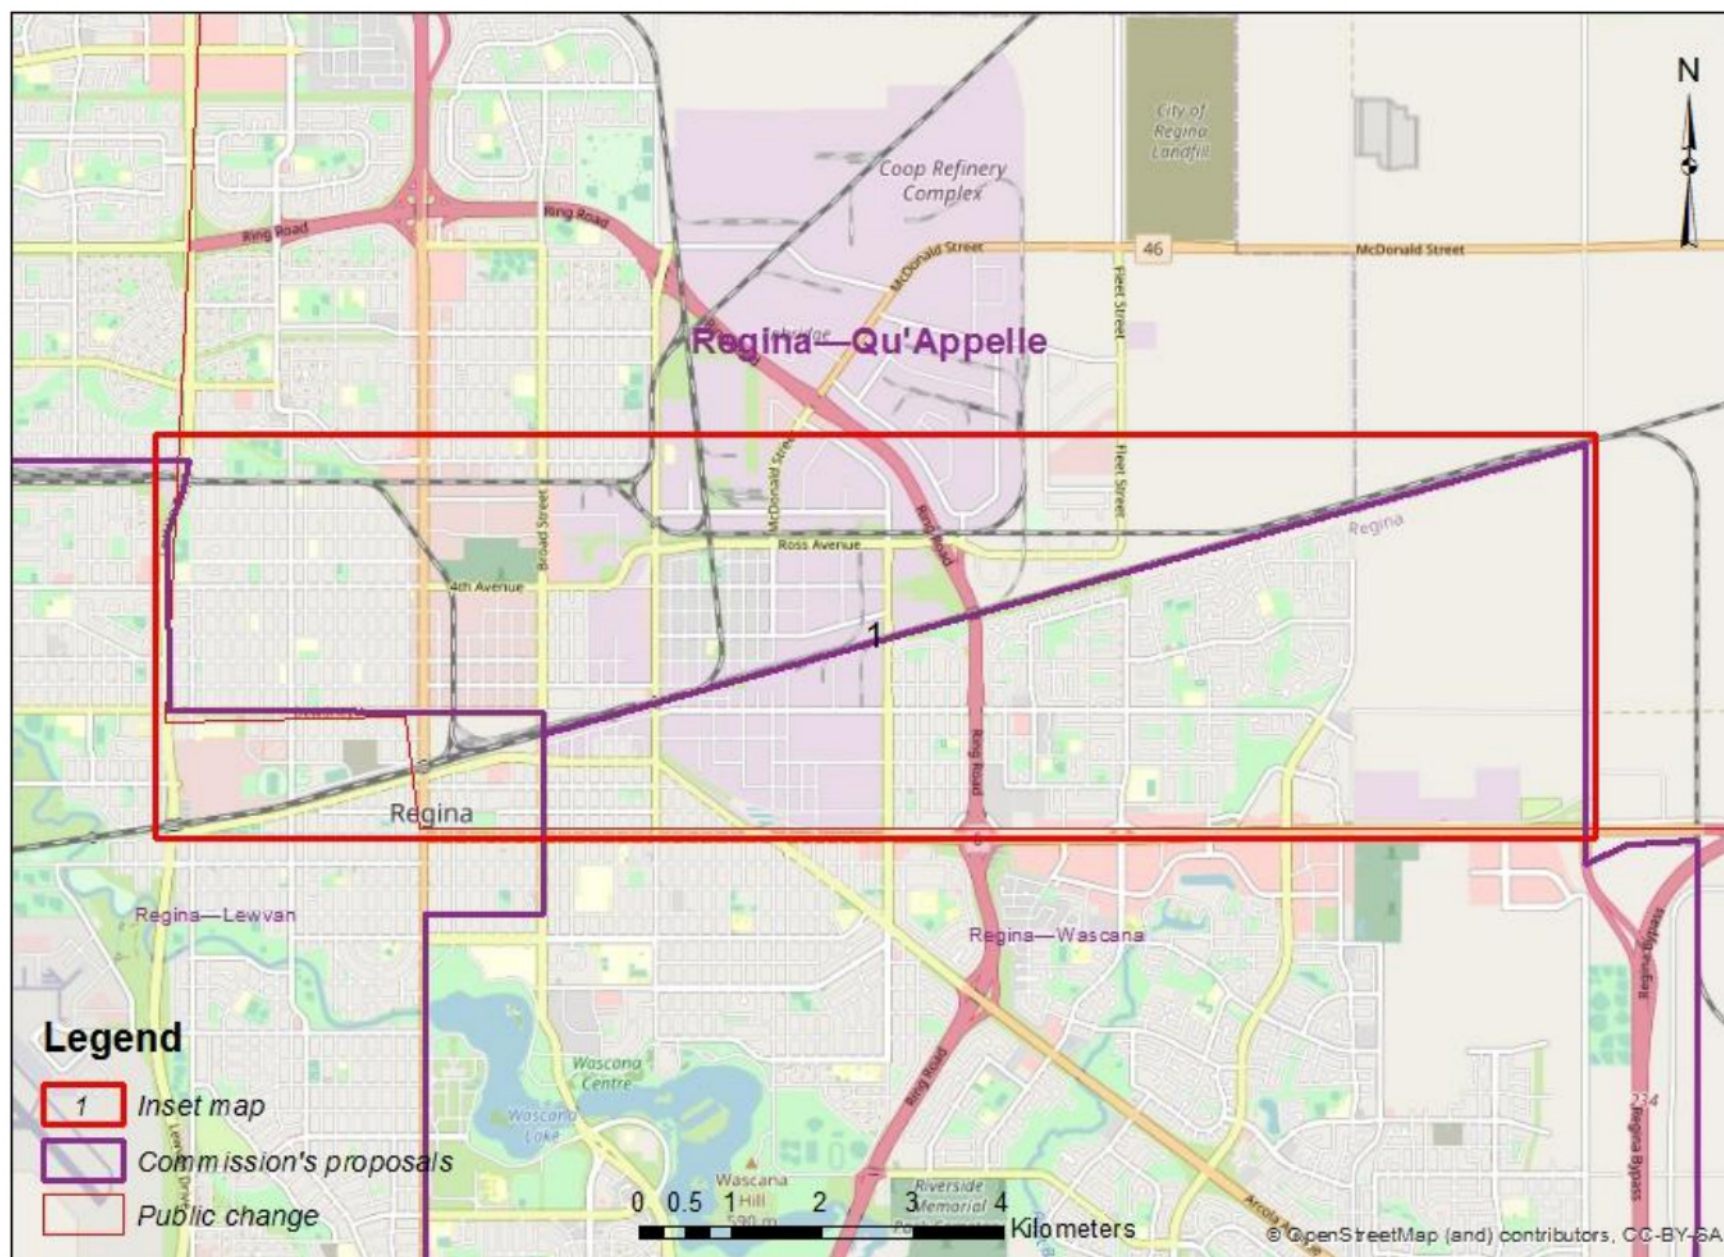 N
City of
Regina
Landfill
Coop Refinery
Complex
Ring Road
Ring Road
McDonald Street
46
McDonald Street
Fleet Street
Regina—Qu'Appelle
McDonald Street
Fleet Street
Broad Street
Ring Road
Regina
Ross Avenue
4th Avenue
1
Ring Road
Regina
Regina—Lewvan
Regina—Wascana
Regina Bypass
Legend
1 Inset map
Commission's proposals
Public change
Wascana
Centre
Wascana
Lake
Ring Road
Wascana
Hill
590 m
0 0.5 1 2 3 4
Kilometers
Riverside
Memorial
Arcola Avenue
Regina Bypass
© OpenStreetMap (and) contributors, CC-BY-SA